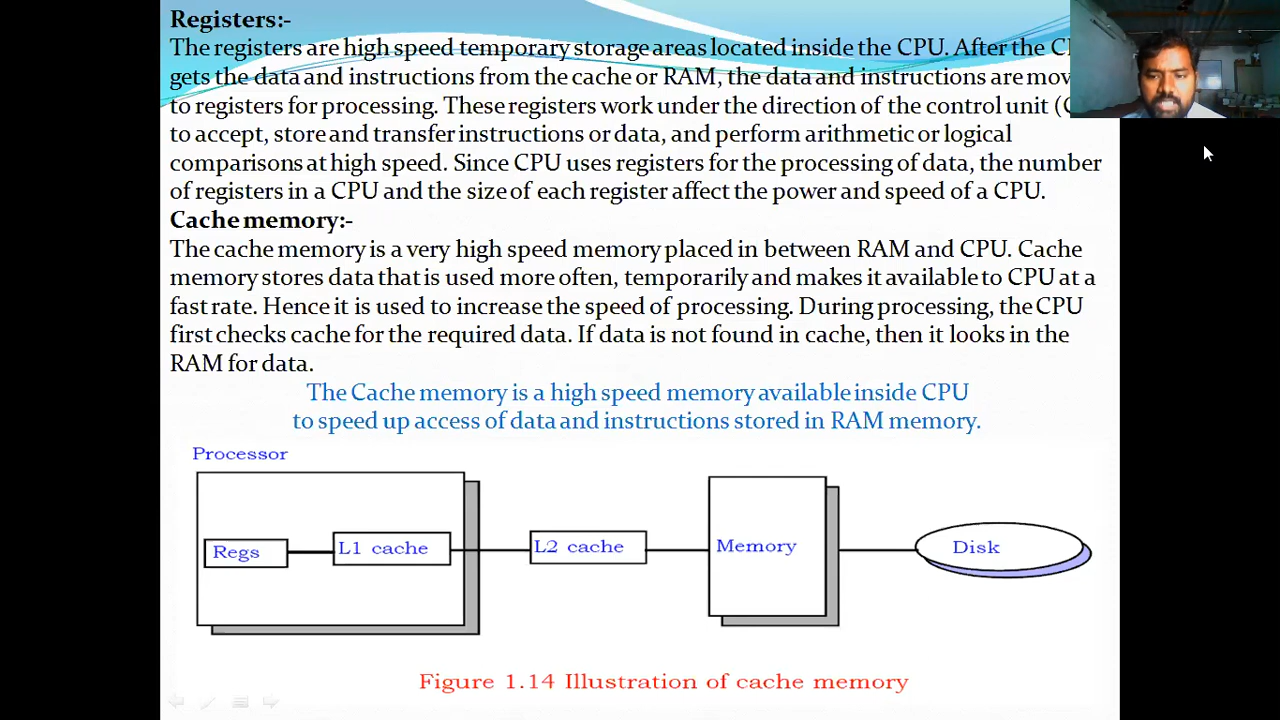 Registers:-
The registers are high speed temporary storage areas located inside the CPU. After the
gets the data and instructions from the cache or RAM, the data and instructions are
to registers for processing. These registers work under the direction of the control unit
to accept, store and transfer instructions or data, and perform arithmetic or logical
comparisons at high speed. Since CPU uses registers for the processing of data, the number
of registers in a CPU and the size of each register affect the power and speed of a CPU.
Cache memory:-
The cache memory is a very high speed memory placed in between RAM and CPU. Cache
memory stores data that is used more often, temporarily and makes it available to CPU at a
fast rate. Hence it is used to increase the speed of processing. During processing, the CPU
first checks cache for the required data. If data is not found in cache, then it looks in the
RAM for data.
The Cache memory is a high speed memory available inside CPU
to speed up access of data and instructions stored in RAM memory.
Processor
Regs
L1 cache
L2 cache
Memory
Disk
Figure 1.14 Illustration of cache memory